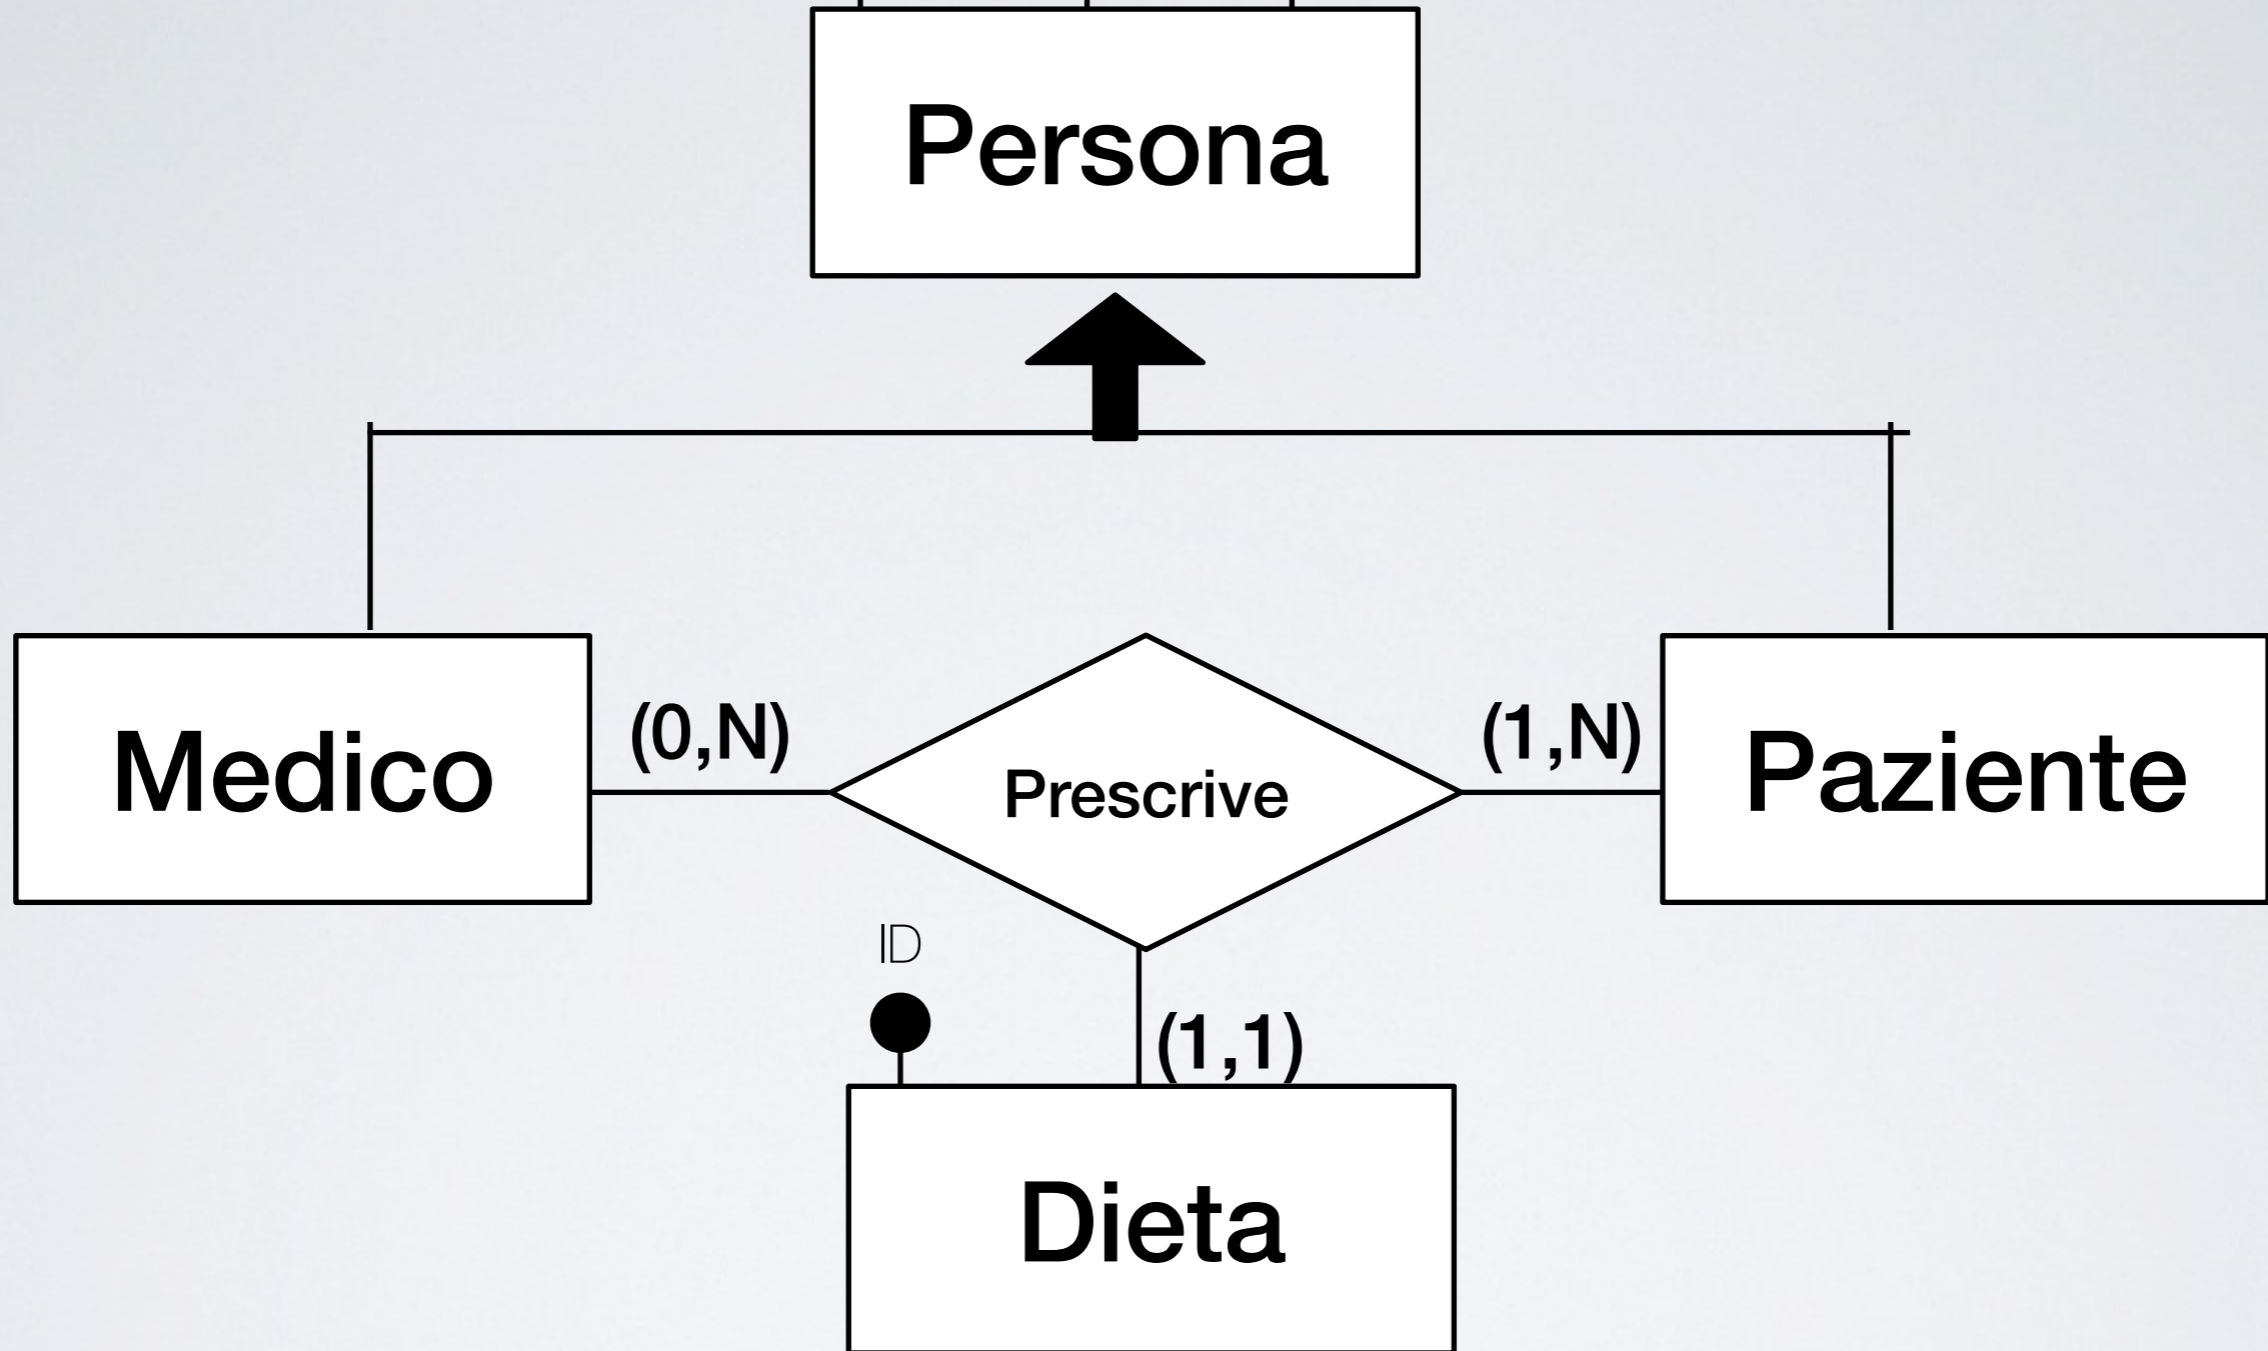 Persona
Medico
(0,N)
Prescrive
(1,N)
Paziente
ID
(1,1)
Dieta